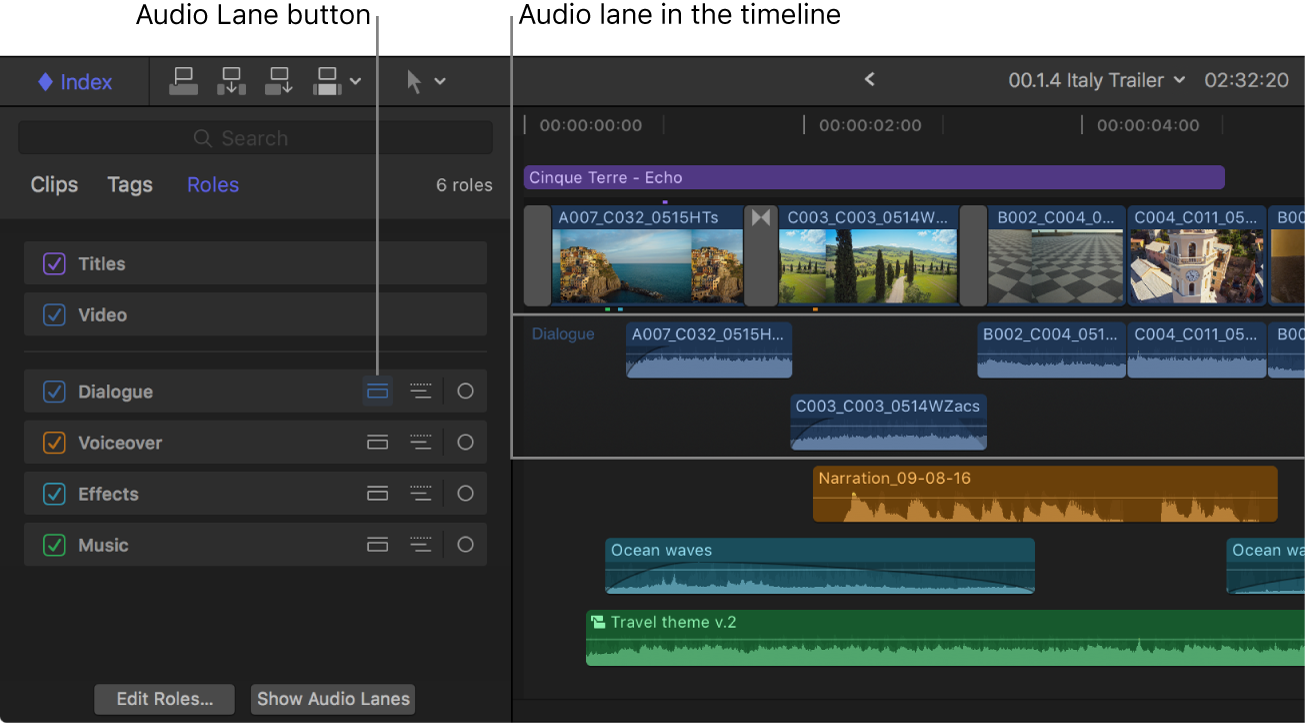 Audio Lane button
Audio lane in the timeline
Index
00.1.4 Italy Trailer
02:32:20
Search
Clips Tags Roles 6 roles
Titles
Video
Dialogue
Voiceover
Effects
Music
Edit Roles...
Show Audio Lanes
00:00:00:00
00:00:02:00
00:00:04:00
Cinque Terre - Echo
A007_C032_0515HTs
C003_C003_0514W...
B002_C004_0...
C004_C011_05...
B00
Dialogue
A007_C032_0515H...
B002_C004_051...
C004_C011_05...
B00
C003_C003_0514WZacs
Narration_09-08-16
Ocean waves
Ocean wa
Travel theme v.2